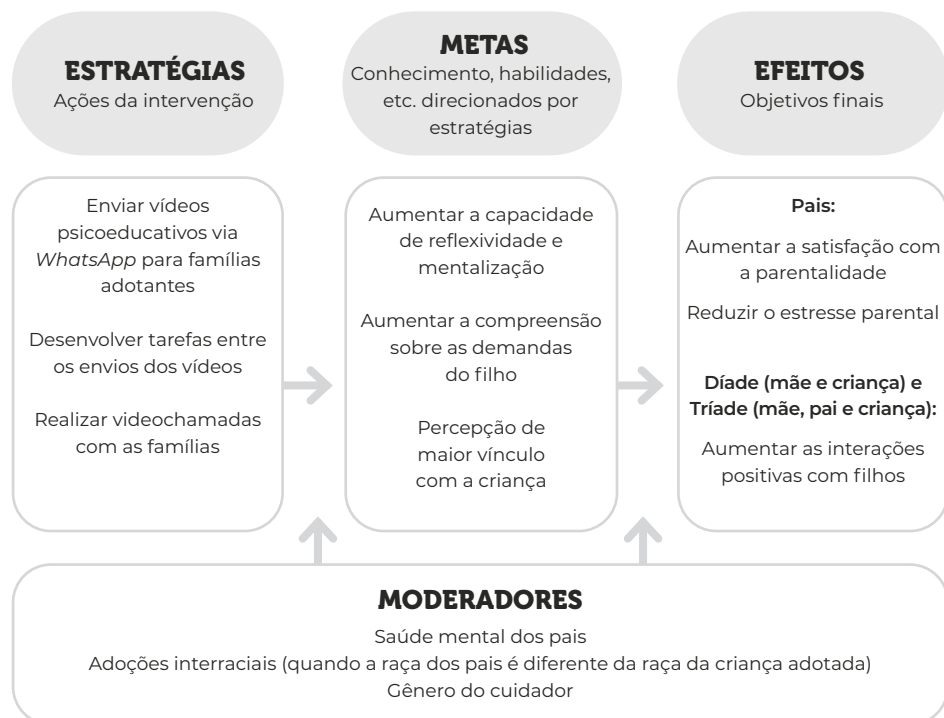 ESTRATÉGIAS
Ações da intervenção
METAS
Conhecimento, habilidades,
etc. direcionados por
estratégias
EFEITOS
Objetivos finais
Enviar vídeos
psicoeducativos via
WhatsApp para famílias
adotantes
Desenvolver tarefas entre
os envios dos vídeos
Realizar videochamadas
com as famílias
Aumentar a capacidade
de reflexividade e
mentalização
Aumentar a compreensão
sobre as demandas
do filho
Percepção de
maior vínculo
com a criança
Pais:
Aumentar a satisfação com
a parentalidade
Reduzir o estresse parental
Díade (mãe e criança) e
Tríade (mãe, pai e criança):
Aumentar as interações
positivas com filhos
MODERADORES
Saúde mental dos pais
Adoções interraciais (quando a raça dos pais é diferente da raça da criança adotada)
Gênero do cuidador